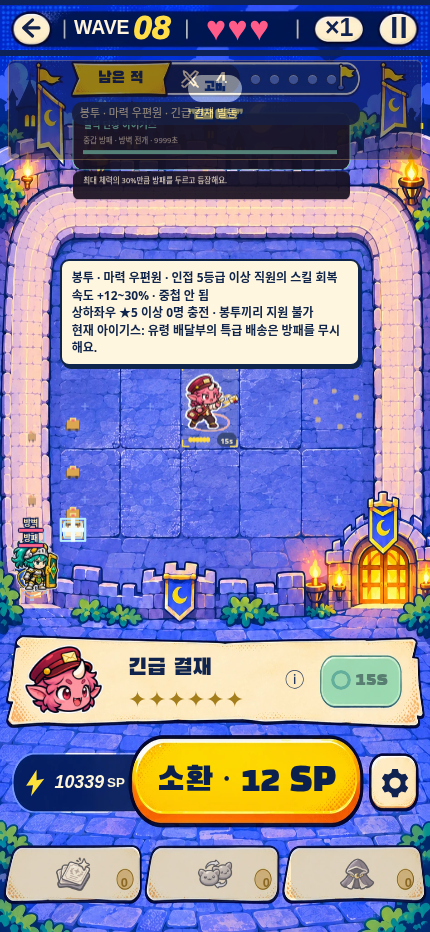 WAVE 08
×1
남은 적
4
봉투 · 마력 우편원 · 긴급 결재
중갑 방패 · 방벽 전개 · 9999초
최대 체력의 30%만큼 방패를 두르고 등장해요.
봉투 · 마력 우편원 · 인접 5등급 이상 직원의 스킬 회복
속도 +12~30% · 중첩 안 됨
상하좌우 ★5 이상 0명 충전 · 봉투끼리 지원 불가
현재 아이기스: 유령 배달부의 특급 배송은 방패를 무시
해요.
15s
방벽
방패
긴급 결재
ⓘ
15S
10339 SP
소환 · 12 SP
0
0
0